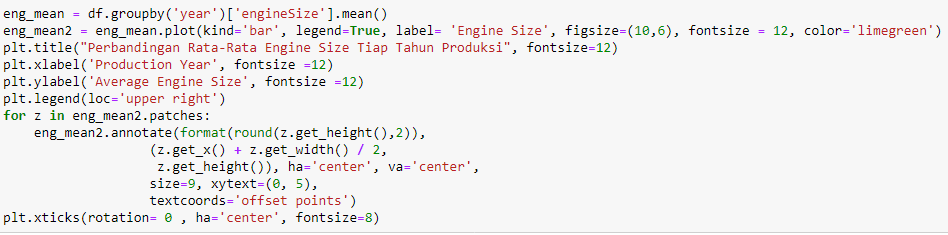 eng_mean = df.groupby('year')['engineSize'].mean()
eng_mean2 = eng_mean.plot(kind='bar', legend=True, label= 'Engine Size', figsize=(10,6), fontsize = 12, color='limegreen')
plt.title("Perbandingan Rata-Rata Engine Size Tiap Tahun Produksi", fontsize=12)
plt.xlabel('Production Year', fontsize =12)
plt.ylabel('Average Engine Size', fontsize =12)
plt.legend(loc='upper right')
for z in eng_mean2.patches:
    eng_mean2.annotate(format(round(z.get_height(),2)),
                   (z.get_x() + z.get_width() / 2,
                    z.get_height()), ha='center', va='center',
                   size=9, xytext=(0, 5),
                   textcoords='offset points')
plt.xticks(rotation= 0 , ha='center', fontsize=8)